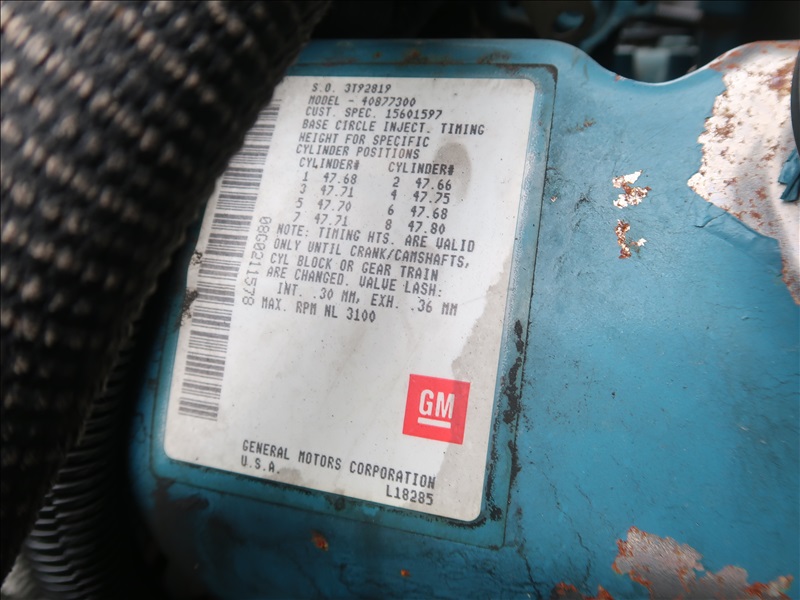 S.O. 3T92819
MODEL - 40877300
CUST. SPEC. 15601597
BASE CIRCLE INJECT. TIMING
HEIGHT FOR SPECIFIC
CYLINDER POSITIONS
CYLINDER# CYLINDER#
1 47.68 2 47.66
3 47.71 4 47.75
5 47.70 6 47.68
7 47.71 8 47.80
NOTE: TIMING HTS. ARE VALID
ONLY UNTIL CRANK/CAMSHAFTS,
CYL BLOCK OR GEAR TRAIN
ARE CHANGED. VALVE LASH:
INT. .30 MM, EXH. .36 MM
MAX. RPM NL 3100
08G0211578
GM
GENERAL MOTORS CORPORATION
U.S.A.
L18285